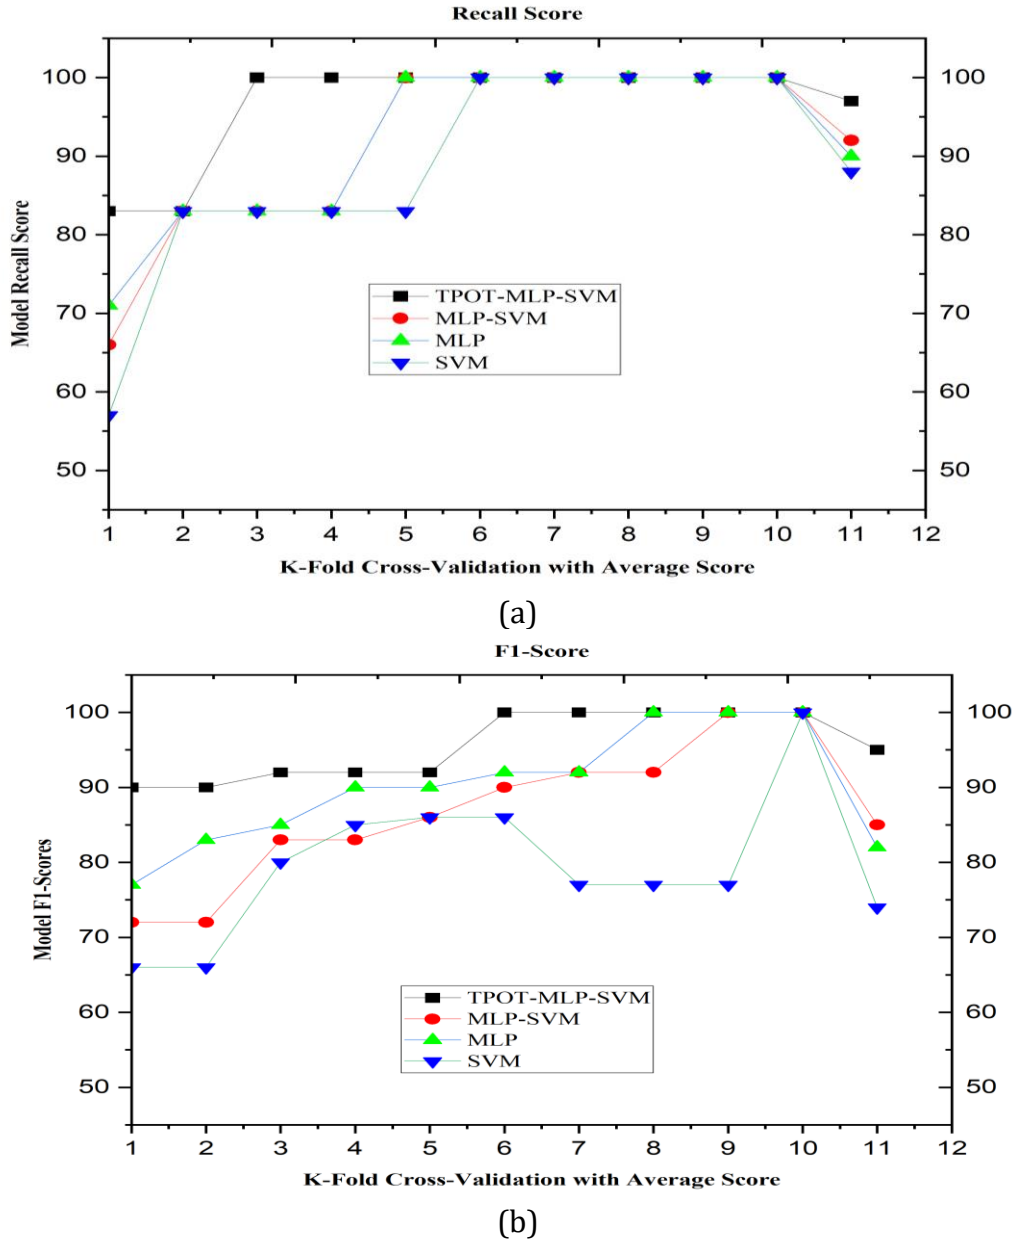 Recall Score
100
90
80
70
60
50
100
90
80
70
60
50
Model Recall Score
TPOT-MLP-SVM
MLP-SVM
MLP
SVM
1 2 3 4 5 6 7 8 9 10 11 12
K-Fold Cross-Validation with Average Score
(a)
F1-Score
100
90
80
70
60
50
100
90
80
70
60
50
Model F1-Scores
TPOT-MLP-SVM
MLP-SVM
MLP
SVM
1 2 3 4 5 6 7 8 9 10 11 12
K-Fold Cross-Validation with Average Score
(b)